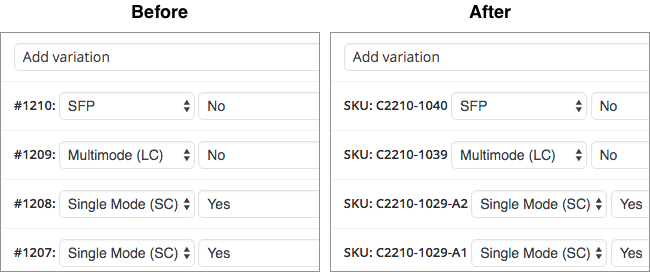 Before
After
Add variation
Add variation
#1210: SFP No
SKU: C2210-1040 SFP No
#1209: Multimode (LC) No
SKU: C2210-1039 Multimode (LC) No
#1208: Single Mode (SC) Yes
SKU: C2210-1029-A2 Single Mode (SC) Yes
#1207: Single Mode (SC) Yes
SKU: C2210-1029-A1 Single Mode (SC) Yes